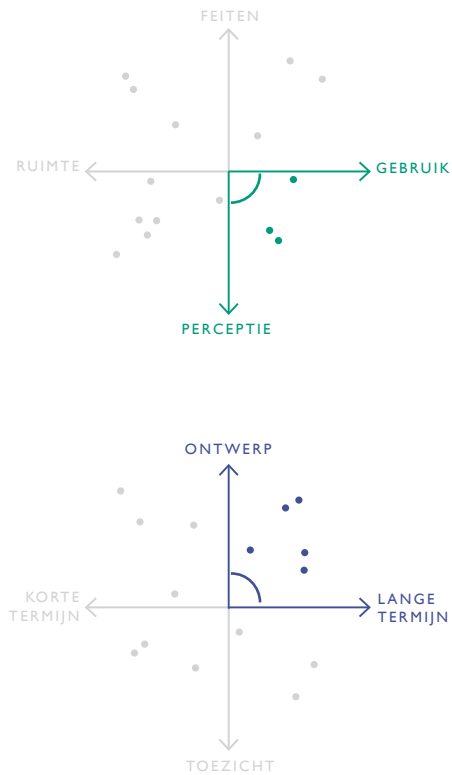 FEITEN
RUIMTE
GEBRUIK
PERCEPTIE
ONTWERP
KORTE
TERMIJN
LANGE
TERMIJN
TOEZICHT